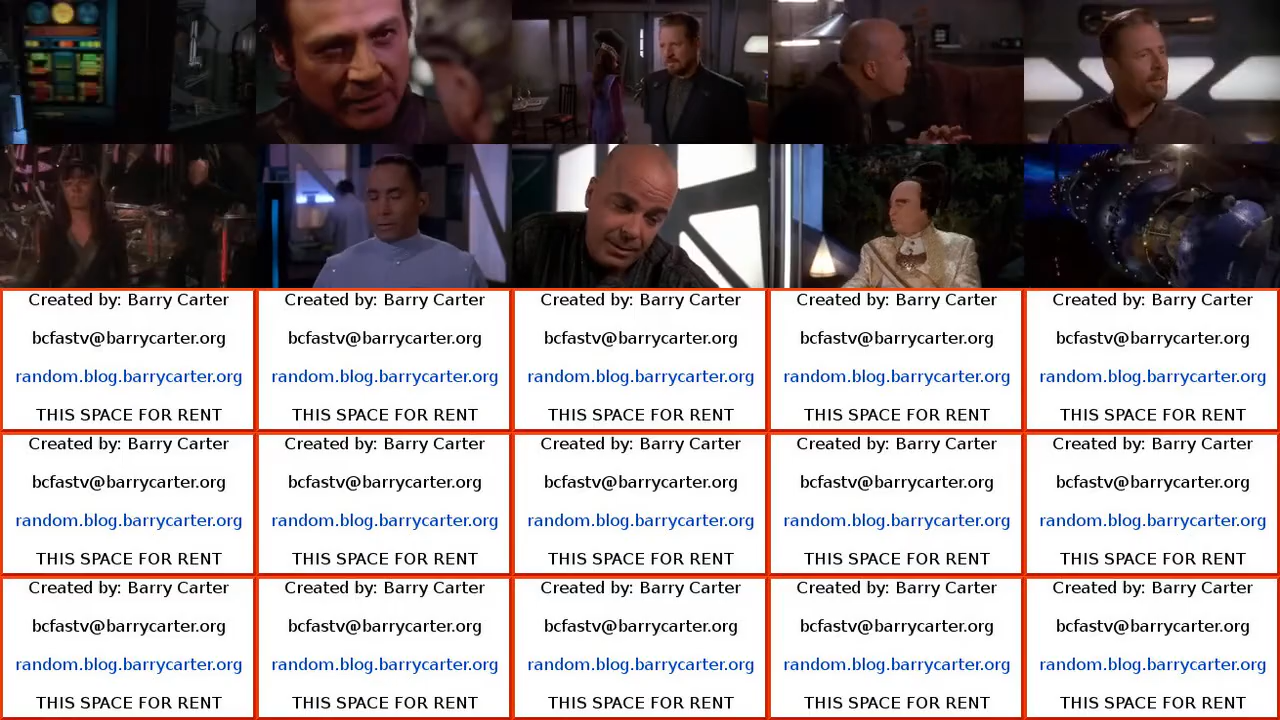 Created by: Barry Carter Created by: Barry Carter Created by: Barry Carter Created by: Barry Carter Created by: Barry Carter
bcfastv@barrycarter.org bcfastv@barrycarter.org bcfastv@barrycarter.org bcfastv@barrycarter.org bcfastv@barrycarter.org
random.blog.barrycarter.org random.blog.barrycarter.org random.blog.barrycarter.org random.blog.barrycarter.org random.blog.barrycarter.org
THIS SPACE FOR RENT THIS SPACE FOR RENT THIS SPACE FOR RENT THIS SPACE FOR RENT THIS SPACE FOR RENT
Created by: Barry Carter Created by: Barry Carter Created by: Barry Carter Created by: Barry Carter Created by: Barry Carter
bcfastv@barrycarter.org bcfastv@barrycarter.org bcfastv@barrycarter.org bcfastv@barrycarter.org bcfastv@barrycarter.org
random.blog.barrycarter.org random.blog.barrycarter.org random.blog.barrycarter.org random.blog.barrycarter.org random.blog.barrycarter.org
THIS SPACE FOR RENT THIS SPACE FOR RENT THIS SPACE FOR RENT THIS SPACE FOR RENT THIS SPACE FOR RENT
Created by: Barry Carter Created by: Barry Carter Created by: Barry Carter Created by: Barry Carter Created by: Barry Carter
bcfastv@barrycarter.org bcfastv@barrycarter.org bcfastv@barrycarter.org bcfastv@barrycarter.org bcfastv@barrycarter.org
random.blog.barrycarter.org random.blog.barrycarter.org random.blog.barrycarter.org random.blog.barrycarter.org random.blog.barrycarter.org
THIS SPACE FOR RENT THIS SPACE FOR RENT THIS SPACE FOR RENT THIS SPACE FOR RENT THIS SPACE FOR RENT